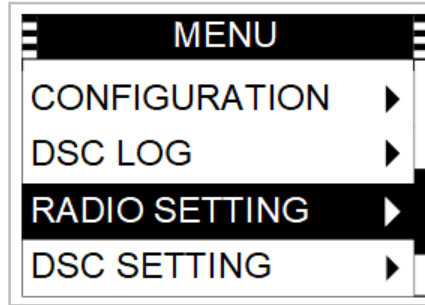 MENU
CONFIGURATION
DSC LOG
RADIO SETTING
DSC SETTING